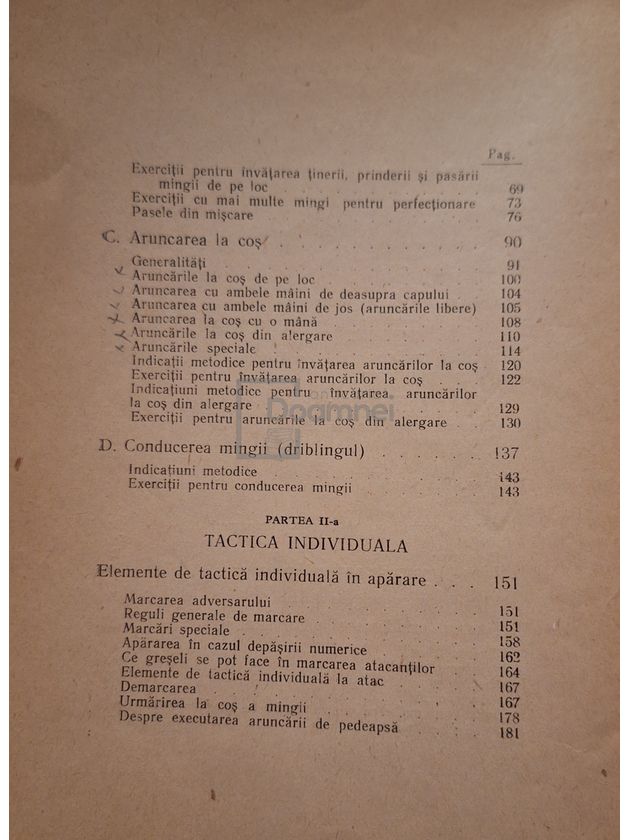 Pag.
Exerciții pentru învățarea ținerii, prinderii și pasării
mingii de pe loc . . . 69
Exerciții cu mai multe mingi pentru perfecționare 73
Pasele din mișcare . . . 76
C. Aruncarea la coș . . . 90
Generalități . . . 91
Aruncările la coș de pe loc . . . 100
Aruncarea cu ambele mâini de deasupra capului . 104
Aruncarea cu ambele mâini de jos (aruncările libere) 105
Aruncarea la coș cu o mână . . . 108
Aruncările la coș din alergare . . . 110
Aruncările speciale . . . 114
Indicații metodice pentru învățarea aruncărilor la coș 120
Exerciții pentru învățarea aruncărilor la coș . . . 122
Indicațiuni metodice pentru învățarea aruncărilor
la coș din alergare . . . 129
Exerciții pentru aruncările la coș din alergare . . 130
D. Conducerea mingii (driblingul) . . . 137
Indicațiuni metodice . . . 143
Exerciții pentru conducerea mingii . . . 143
PARTEA II-a
TACTICA INDIVIDUALA
Elemente de tactică individuală în apărare . . . 151
Marcarea adversarului . . . 151
Reguli generale de marcare . . . 151
Marcări speciale . . . 158
Apărarea în cazul depășirii numerice . . . 162
Ce greșeli se pot face în marcarea atacanților . . . 164
Elemente de tactică individuală la atac . . . 167
Demarcarea . . . 167
Urmărirea la coș a mingii . . . 178
Despre executarea aruncării de pedeapsă . . . 181